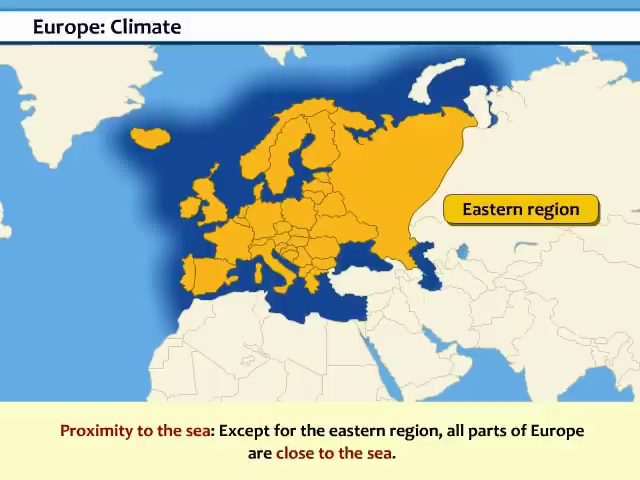 Europe: Climate
Eastern region
Proximity to the sea: Except for the eastern region, all parts of Europe
are close to the sea.